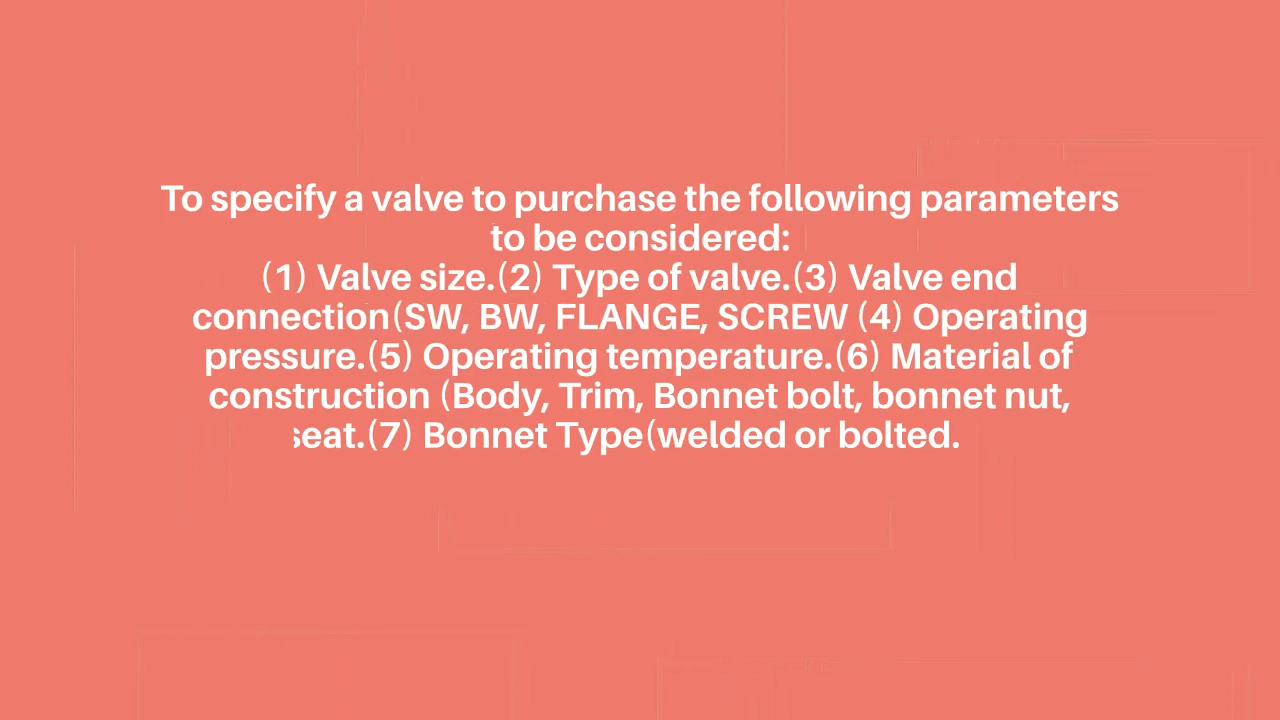 To specify a valve to purchase the following parameters
to be considered:
(1) Valve size.(2) Type of valve.(3) Valve end
connection(SW, BW, FLANGE, SCREW (4) Operating
pressure.(5) Operating temperature.(6) Material of
construction (Body, Trim, Bonnet bolt, bonnet nut,
seat.(7) Bonnet Type(welded or bolted.